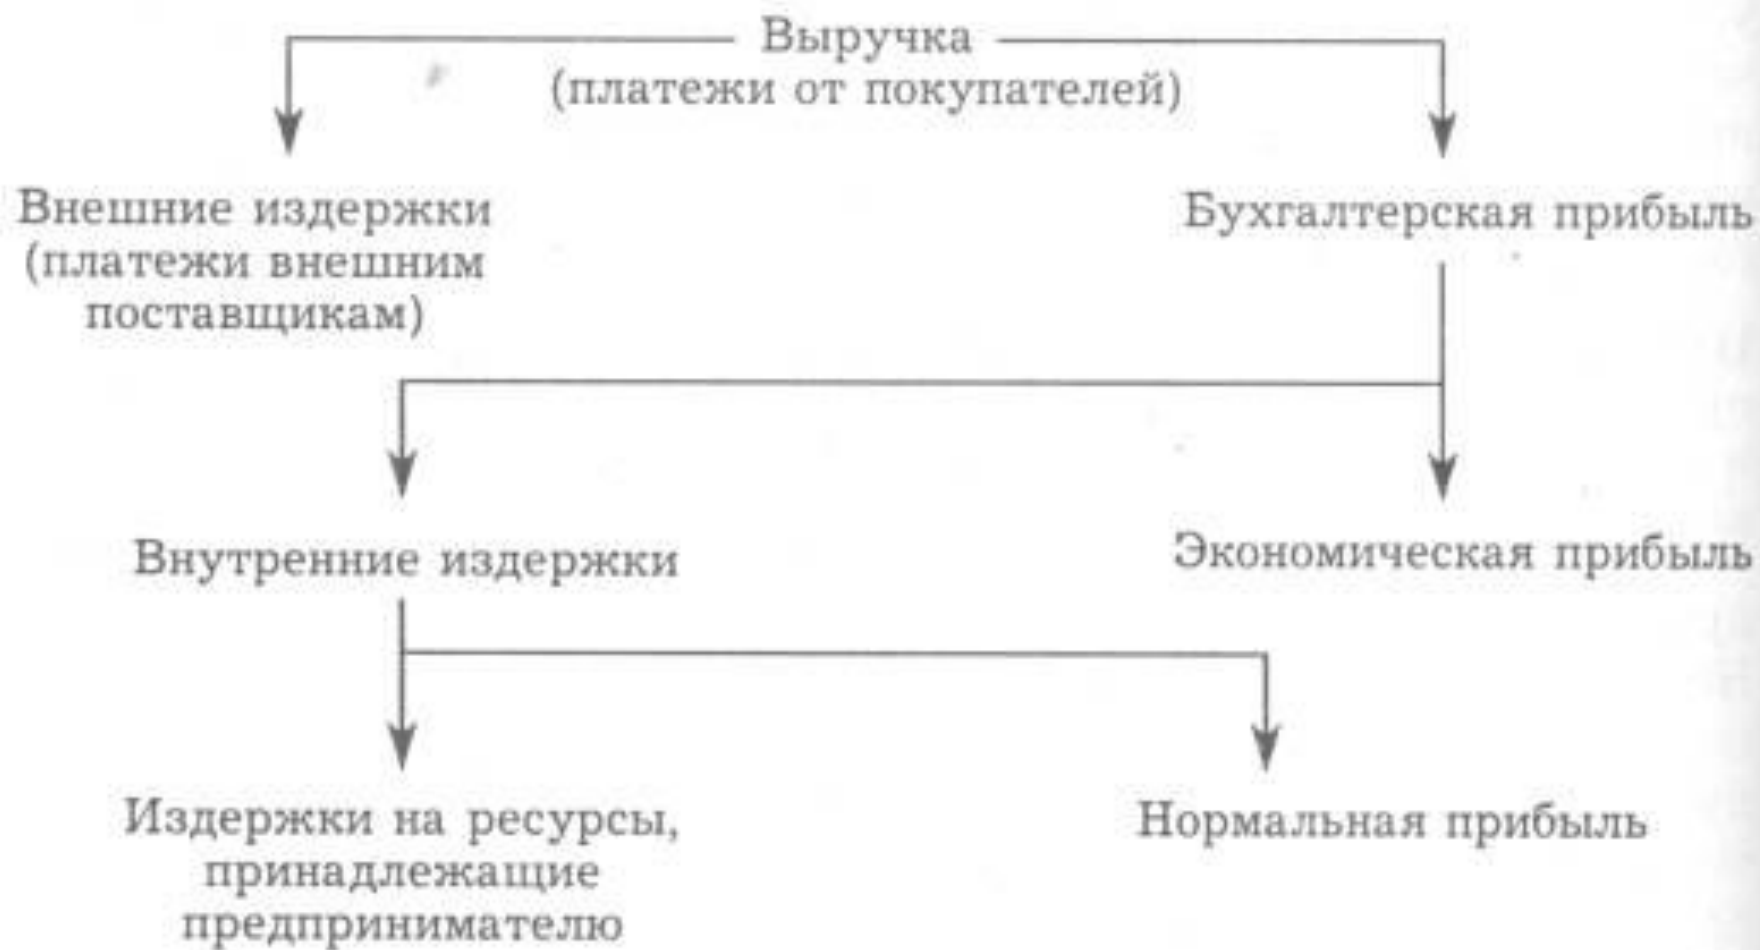 Выручка
(платежи от покупателей)
Внешние издержки
(платежи внешним
поставщикам)
Бухгалтерская прибыль
Внутренние издержки
Экономическая прибыль
Издержки на ресурсы,
принадлежащие
предпринимателю
Нормальная прибыль